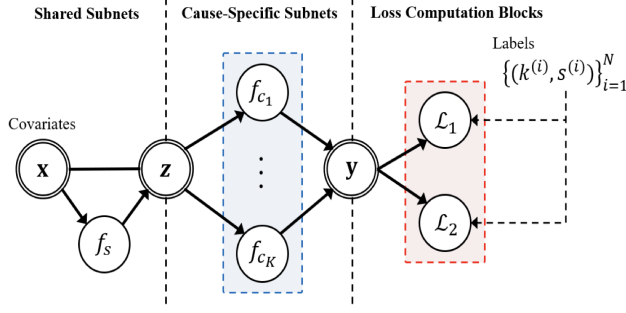 Shared Subnets
Cause-Specific Subnets
Loss Computation Blocks
Labels
{(k^{(i)}, s^{(i)})}_{i=1}^{N}
Covariates
x
z
f_s
f_{c_1}
⋮
f_{c_K}
y
ℒ_1
ℒ_2